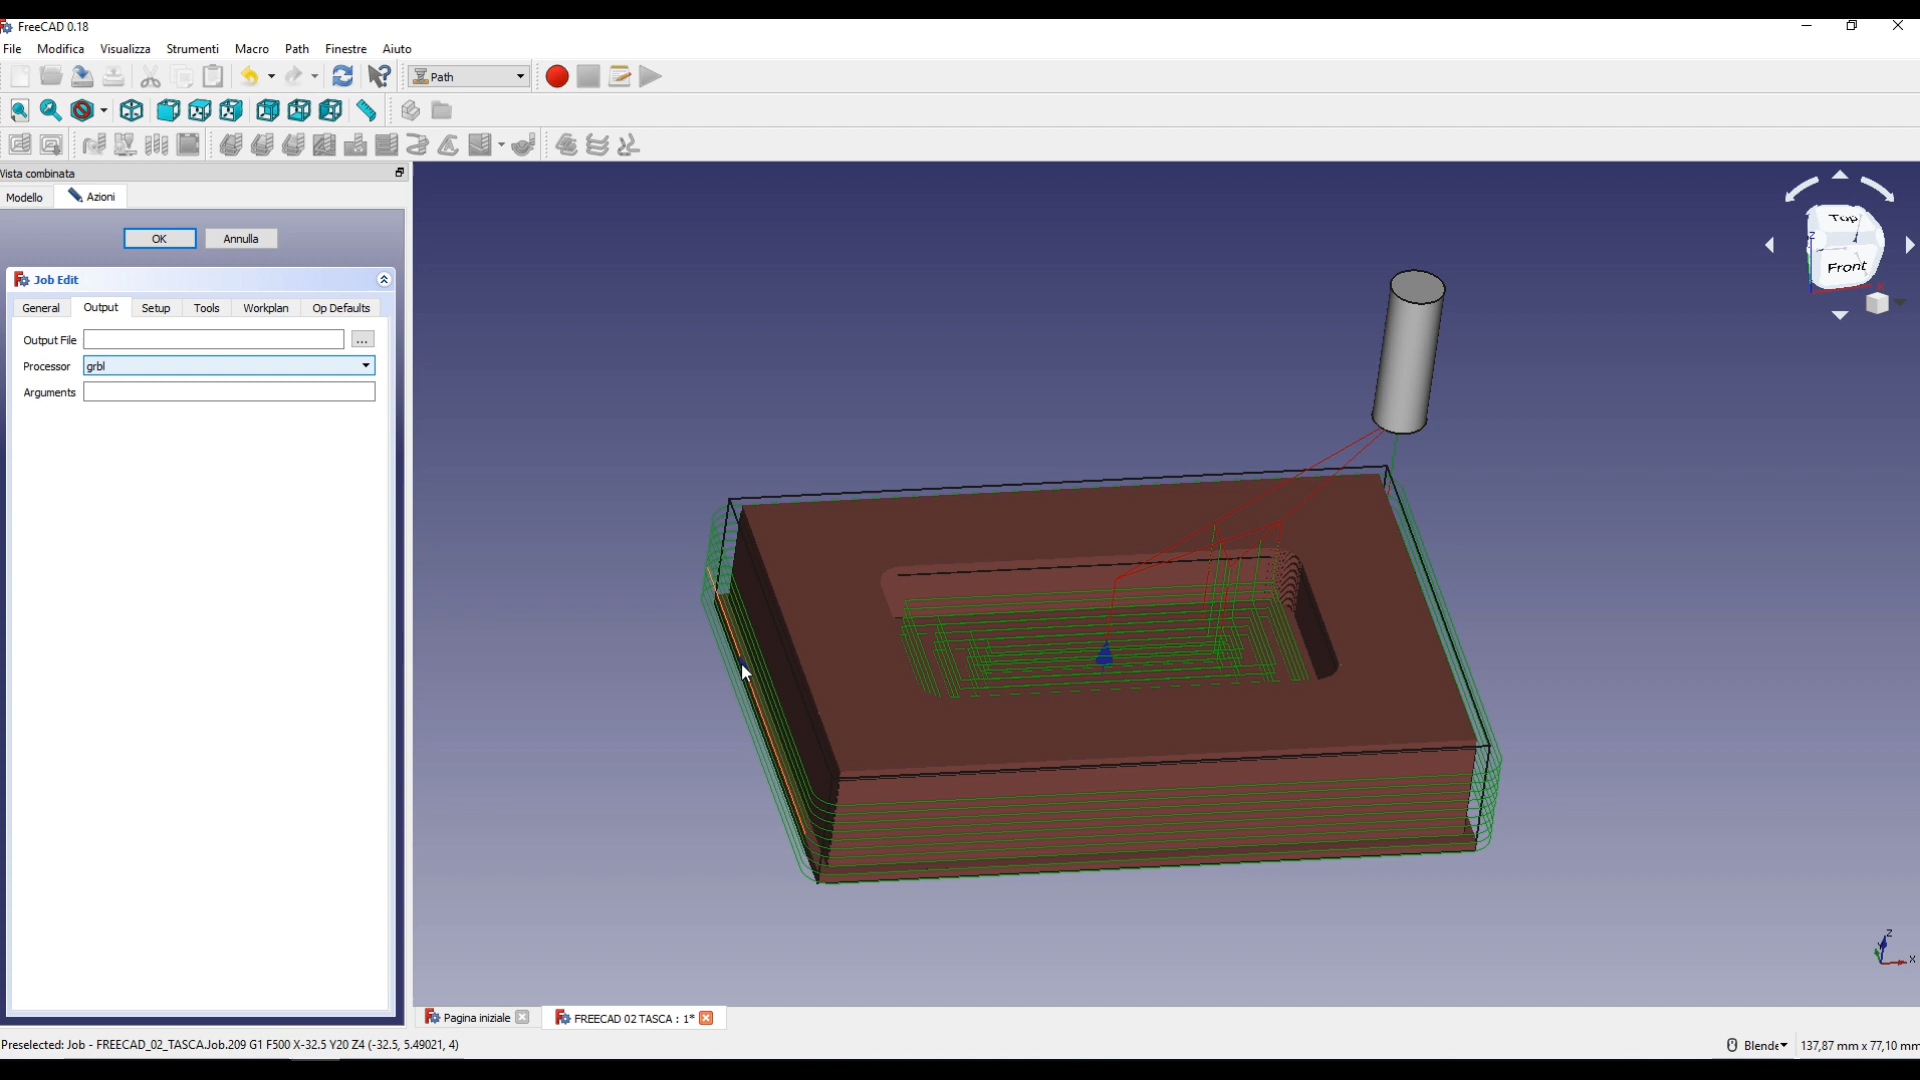 FreeCAD 0.18
File Modifica Visualizza Strumenti Macro Path Finestre Aiuto
Path
Vista combinata
Modello Azioni
OK Annulla
Job Edit
General Output Setup Tools Workplan Op Defaults
Output File ...
Processor grbl
Arguments
Top
Front
Z
X
Z
X
Pagina iniziale FREECAD 02 TASCA : 1*
Preselected: Job - FREECAD_02_TASCA.Job.209 G1 F500 X-32.5 Y20 Z4 (-32.5, 5.49021, 4) Blende 137,87 mm x 77,10 mm